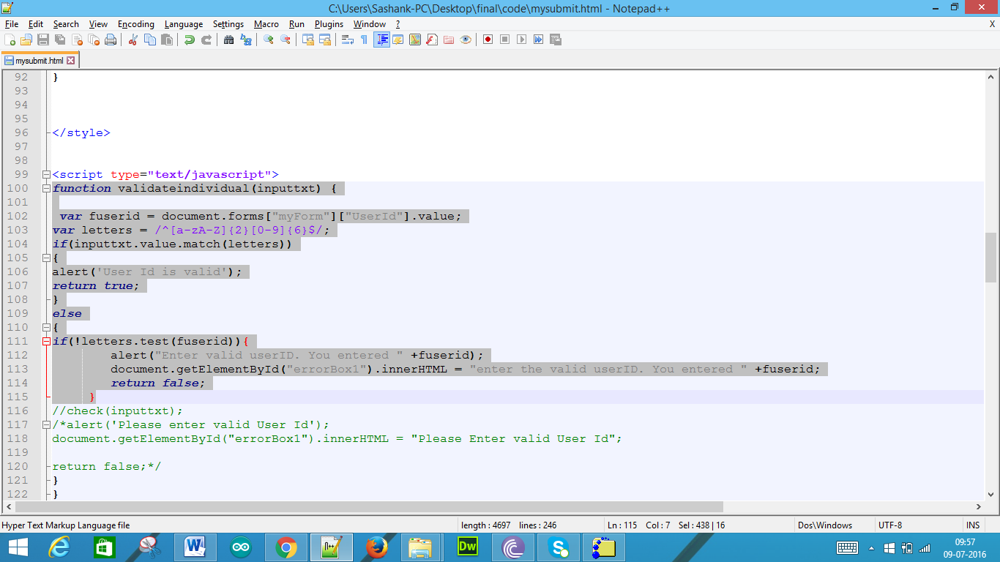 C:\Users\Sashank-PC\Desktop\final\code\mysubmit.html - Notepad++
File Edit Search View Encoding Language Settings Macro Run Plugins Window ? X
mysubmit.html
92 }
93
94
95
96 </style>
97
98
99 <script type="text/javascript">
100 function validateindividual(inputtxt) {
101
102 var fuserid = document.forms["myForm"]["UserId"].value;
103 var letters = /^[a-zA-Z]{2}[0-9]{6}$/;
104 if(inputtxt.value.match(letters))
105 {
106 alert('User Id is valid');
107 return true;
108 }
109 else
110 {
111 if(!letters.test(fuserid)){
112 alert("Enter valid userID. You entered " +fuserid);
113 document.getElementById("errorBox1").innerHTML = "enter the valid userID. You entered " +fuserid;
114 return false;
115 }
116 //check(inputtxt);
117 /*alert('Please enter valid User Id');
118 document.getElementById("errorBox1").innerHTML = "Please Enter valid User Id";
119
120 return false;*/
121 }
122 }
Hyper Text Markup Language file length : 4697 lines : 246 Ln : 115 Col : 7 Sel : 438 | 16 Dos\Windows UTF-8 INS
W n++ Dw S
09:57
09-07-2016